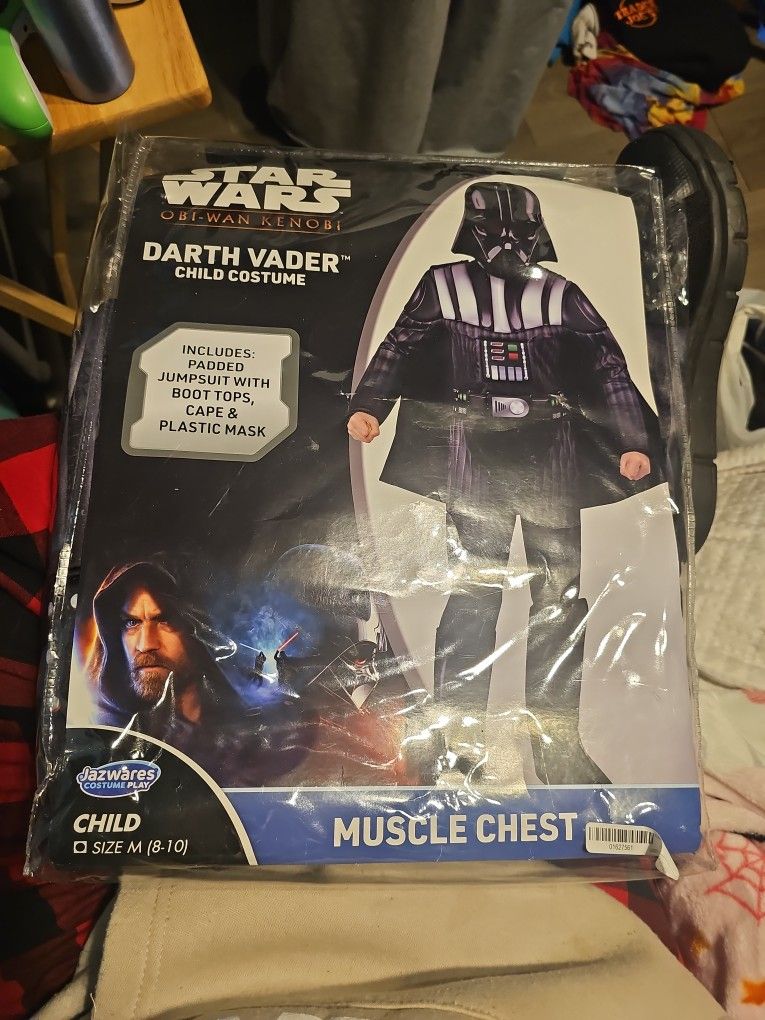 STAR
WARS
OBI-WAN KENOBI
DARTH VADER™
CHILD COSTUME
INCLUDES:
PADDED
JUMPSUIT WITH
BOOT TOPS,
CAPE &
PLASTIC MASK
Jazwares
COSTUME PLAY
CHILD
SIZE M (8-10)
MUSCLE CHEST
01627561